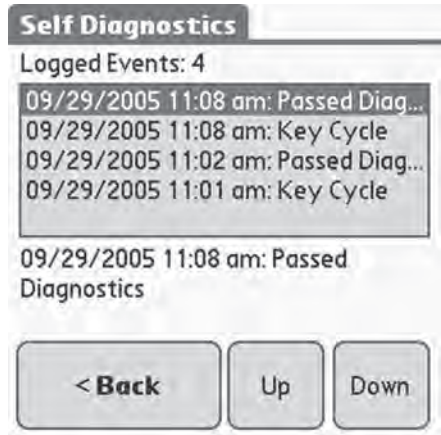 Self Diagnostics
Logged Events: 4
09/29/2005 11:08 am: Passed Diag...
09/29/2005 11:08 am: Key Cycle
09/29/2005 11:02 am: Passed Diag...
09/29/2005 11:01 am: Key Cycle
09/29/2005 11:08 am: Passed
Diagnostics
< Back
Up
Down